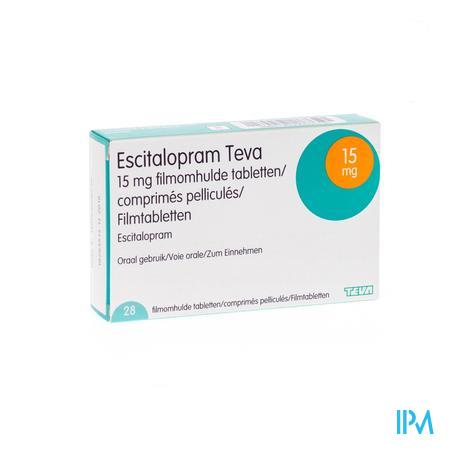 Escitalopram Teva
15 mg filmomhulde tabletten/
comprimés pelliculés/
Filmtabletten
Escitalopram
Oraal gebruik/Voie orale/Zum Einnehmen
15
mg
TEVA
28 filmomhulde tabletten/comprimés pelliculés/Filmtabletten
IPM